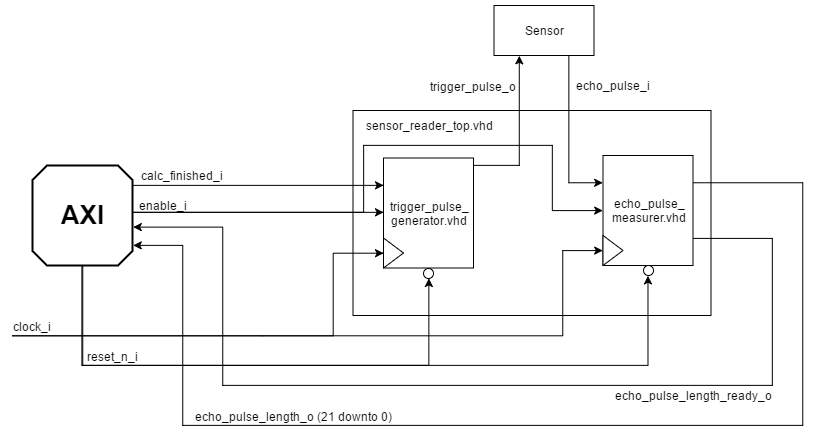 Sensor
trigger_pulse_o
echo_pulse_i
sensor_reader_top.vhd
calc_finished_i
AXI
enable_i
trigger_pulse_
generator.vhd
echo_pulse_
measurer.vhd
clock_i
reset_n_i
echo_pulse_length_ready_o
echo_pulse_length_o (21 downto 0)